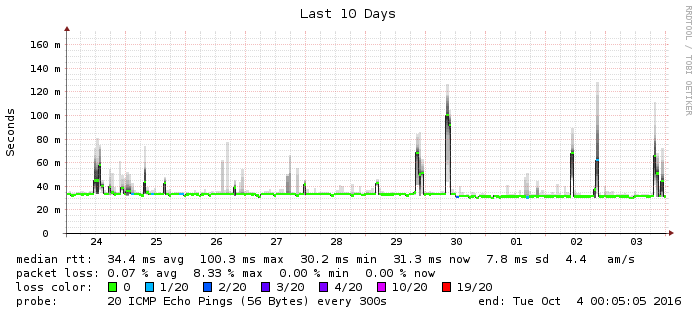 Last 10 Days
RRDTOOL / TOBI OETIKER
Seconds
160 m
140 m
120 m
100 m
80 m
60 m
40 m
20 m
0
24 25 26 27 28 29 30 01 02 03
median rtt: 34.4 ms avg 100.3 ms max 30.2 ms min 31.3 ms now 7.8 ms sd 4.4 am/s
packet loss: 0.07 % avg 8.33 % max 0.00 % min 0.00 % now
loss color: 0 1/20 2/20 3/20 4/20 10/20 19/20
probe: 20 ICMP Echo Pings (56 Bytes) every 300s end: Tue Oct 4 00:05:05 2016